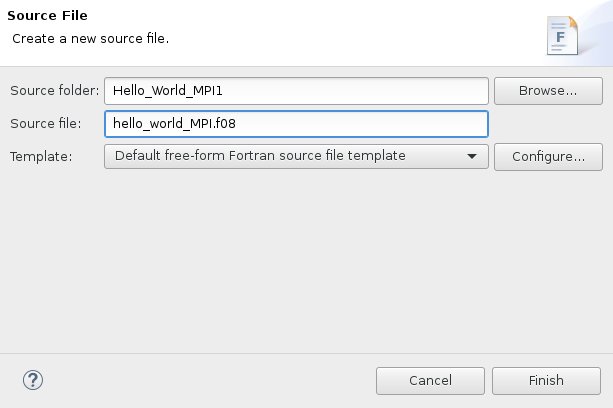 Source File
Create a new source file.
F
Source folder: Hello_World_MPI1 Browse...
Source file: hello_world_MPI.f08
Template: Default free-form Fortran source file template Configure...
? Cancel Finish